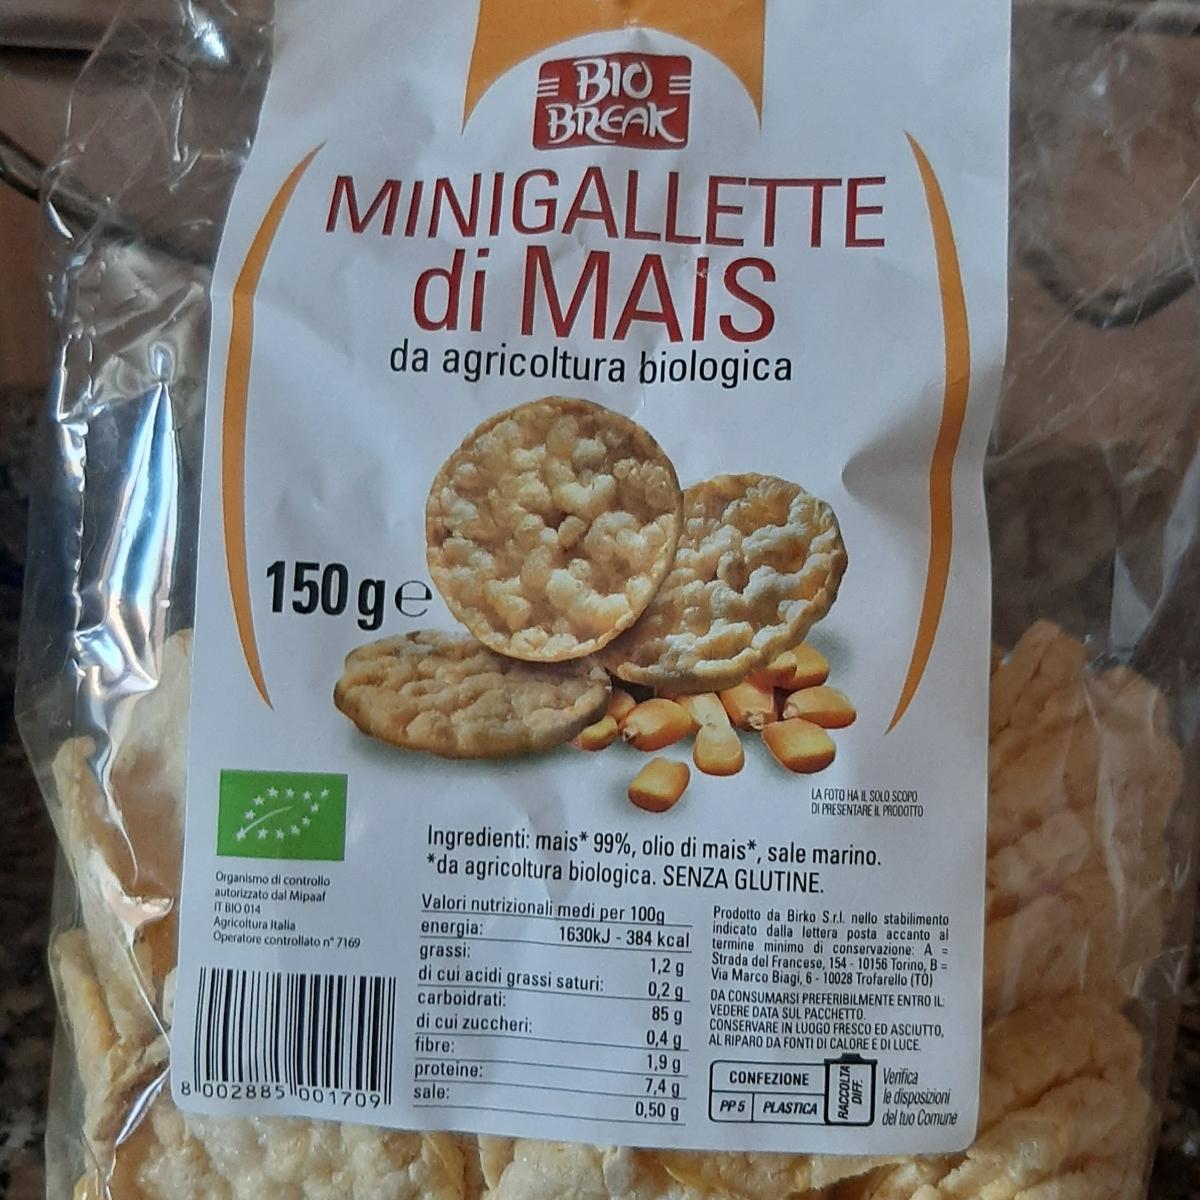 BIO
BREAK
MINIGALLETTE
di MAIS
da agricoltura biologica
150 g e
LA FOTO HA IL SOLO SCOPO
DI PRESENTARE IL PRODOTTO
Ingredienti: mais* 99%, olio di mais*, sale marino.
*da agricoltura biologica. SENZA GLUTINE.
Organismo di controllo
autorizzato dal Mipaaf
IT BIO 014
Agricoltura Italia
Operatore controllato n° 7169
8 002885 001709
Valori nutrizionali medi per 100g
energia: 1630kJ - 384 kcal
grassi: 1,2 g
di cui acidi grassi saturi: 0,2 g
carboidrati: 85 g
di cui zuccheri: 0,4 g
fibre: 1,9 g
proteine: 7,4 g
sale: 0,50 g
Prodotto da Birko S.r.l. nello stabilimento
indicato dalla lettera posta accanto al
termine minimo di conservazione: A =
Strada del Francese, 154 - 10156 Torino, B =
Via Marco Biagi, 6 - 10028 Trofarello (TO)
DA CONSUMARSI PREFERIBILMENTE ENTRO IL:
VEDERE DATA SUL PACCHETTO.
CONSERVARE IN LUOGO FRESCO ED ASCIUTTO,
AL RIPARO DA FONTI DI CALORE E DI LUCE.
CONFEZIONE
PP 5 PLASTICA
RACCOLTA
DIFF.
Verifica
le disposizioni
del tuo Comune